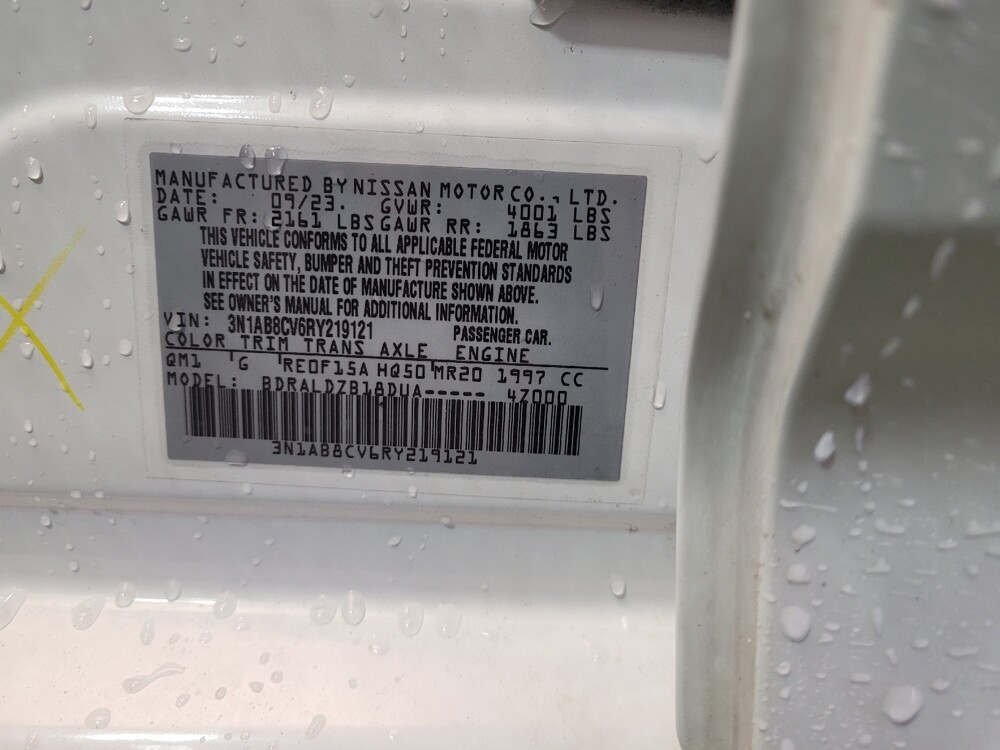 MANUFACTURED BY NISSAN MOTOR CO., LTD.
DATE: 09/23. GVWR: 4001 LBS
GAWR FR: 2161 LBS GAWR RR: 1863 LBS
THIS VEHICLE CONFORMS TO ALL APPLICABLE FEDERAL MOTOR
VEHICLE SAFETY, BUMPER AND THEFT PREVENTION STANDARDS
IN EFFECT ON THE DATE OF MANUFACTURE SHOWN ABOVE.
SEE OWNER'S MANUAL FOR ADDITIONAL INFORMATION.
VIN: 3N1AB8CV6RY219121 PASSENGER CAR.
COLOR TRIM TRANS AXLE ENGINE
QM1 G RE0F15A HQ50 MR20 1997 CC
MODEL: BDRALDZB18DUA----- 4Z000
3N1AB8CV6RY219121